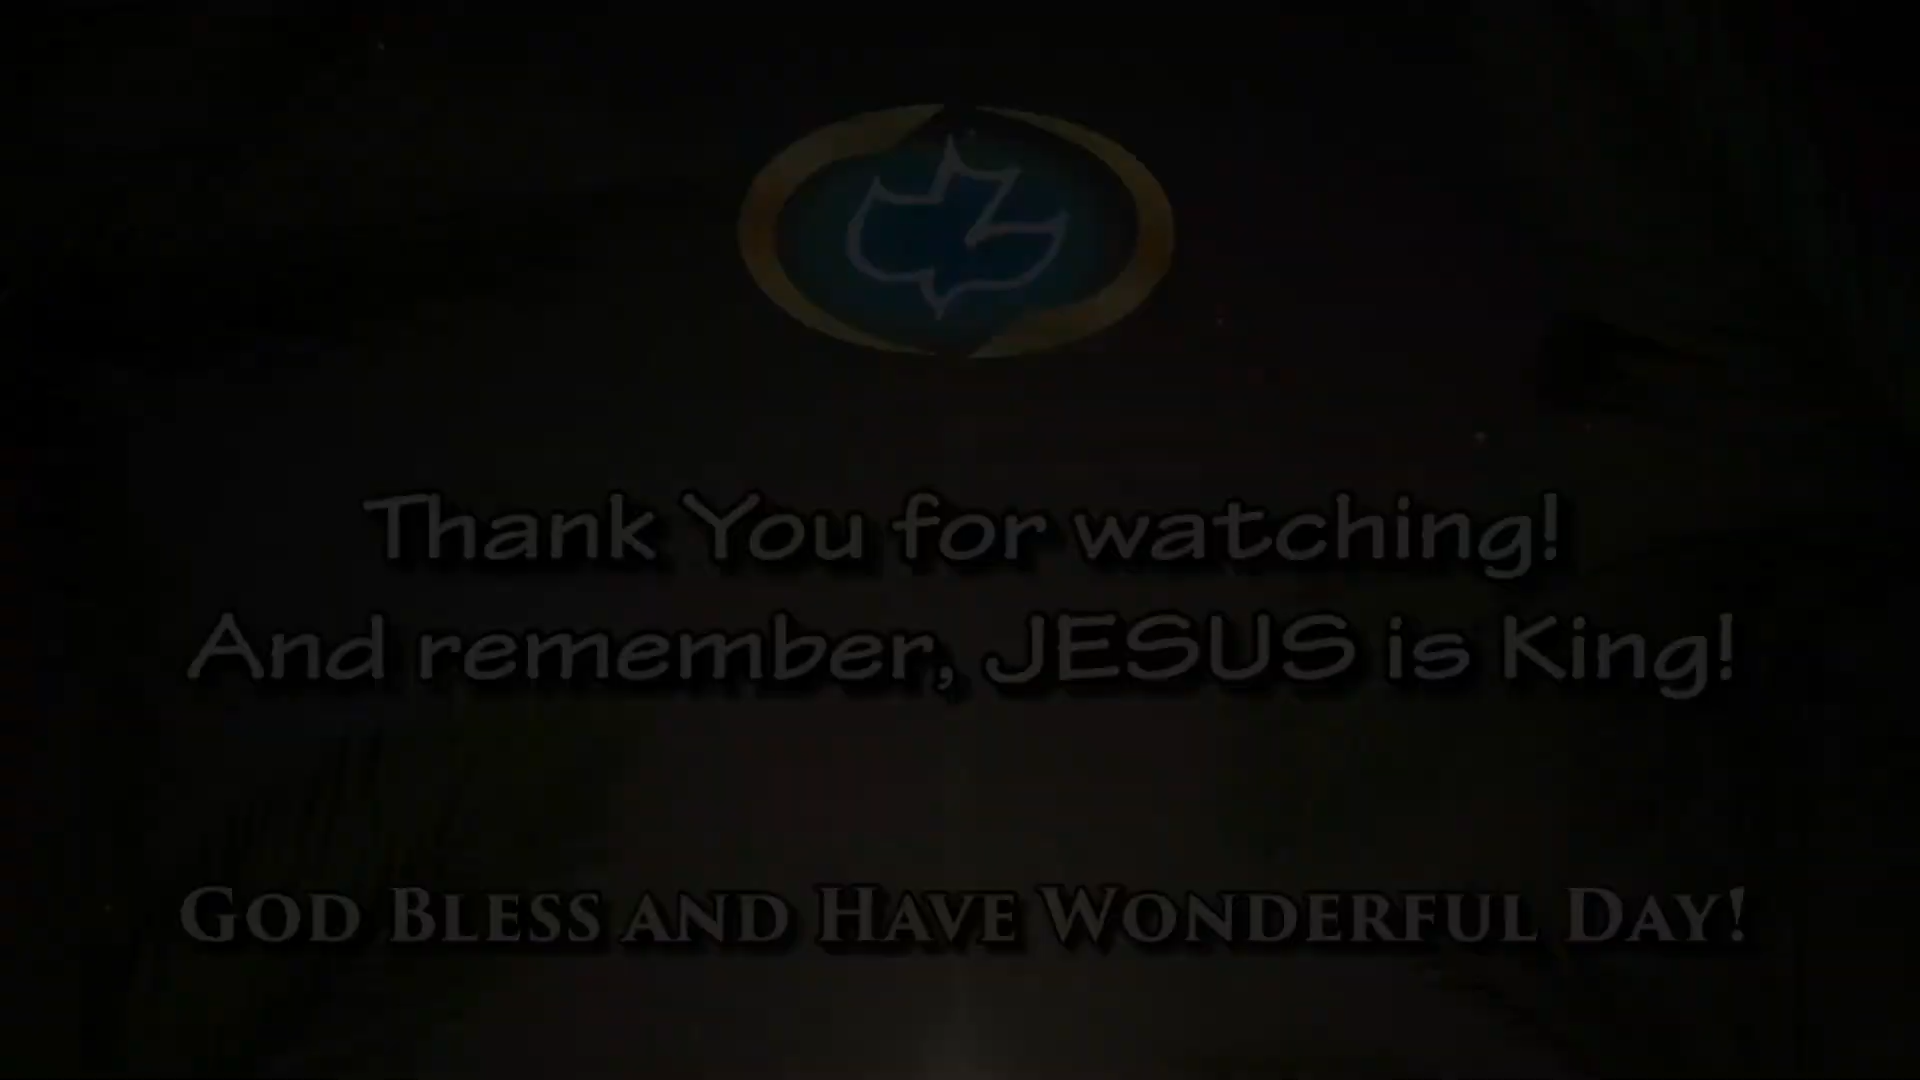 Thank You for watching!
And remember, JESUS is King!
God Bless and Have Wonderful Day!